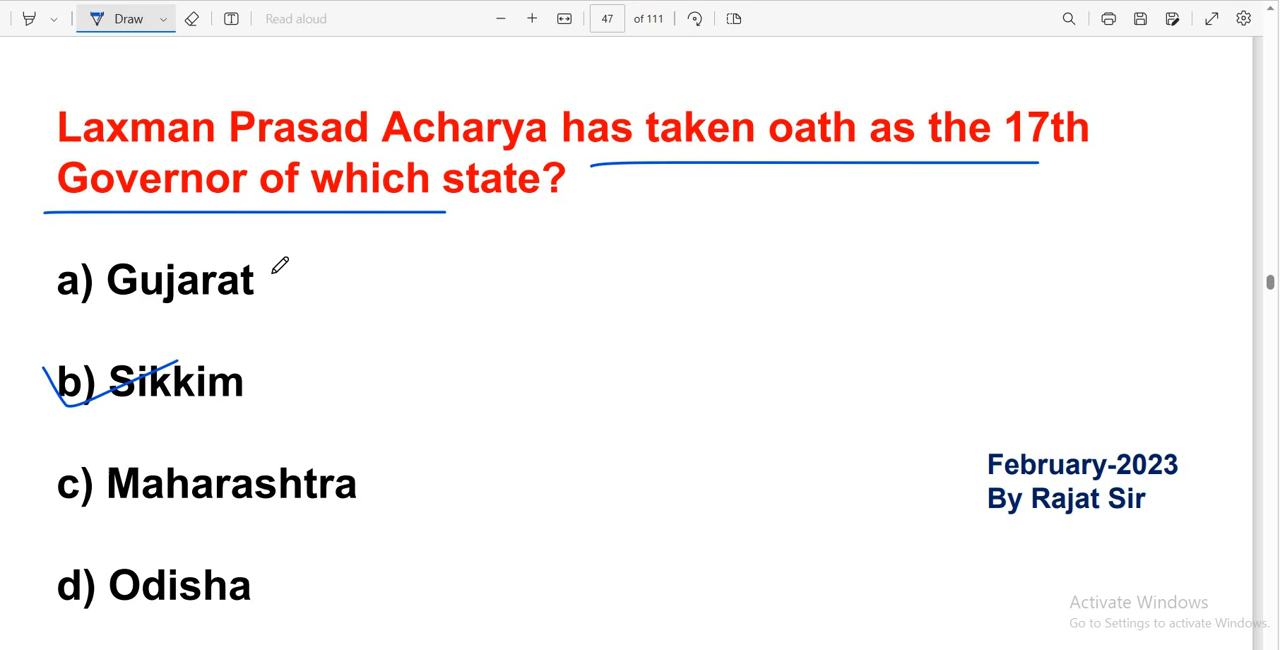 Draw
Read aloud
47 of 111
Laxman Prasad Acharya has taken oath as the 17th
Governor of which state?
a) Gujarat
b) Sikkim
c) Maharashtra
d) Odisha
February-2023
By Rajat Sir
Activate Windows
Go to Settings to activate Windows.